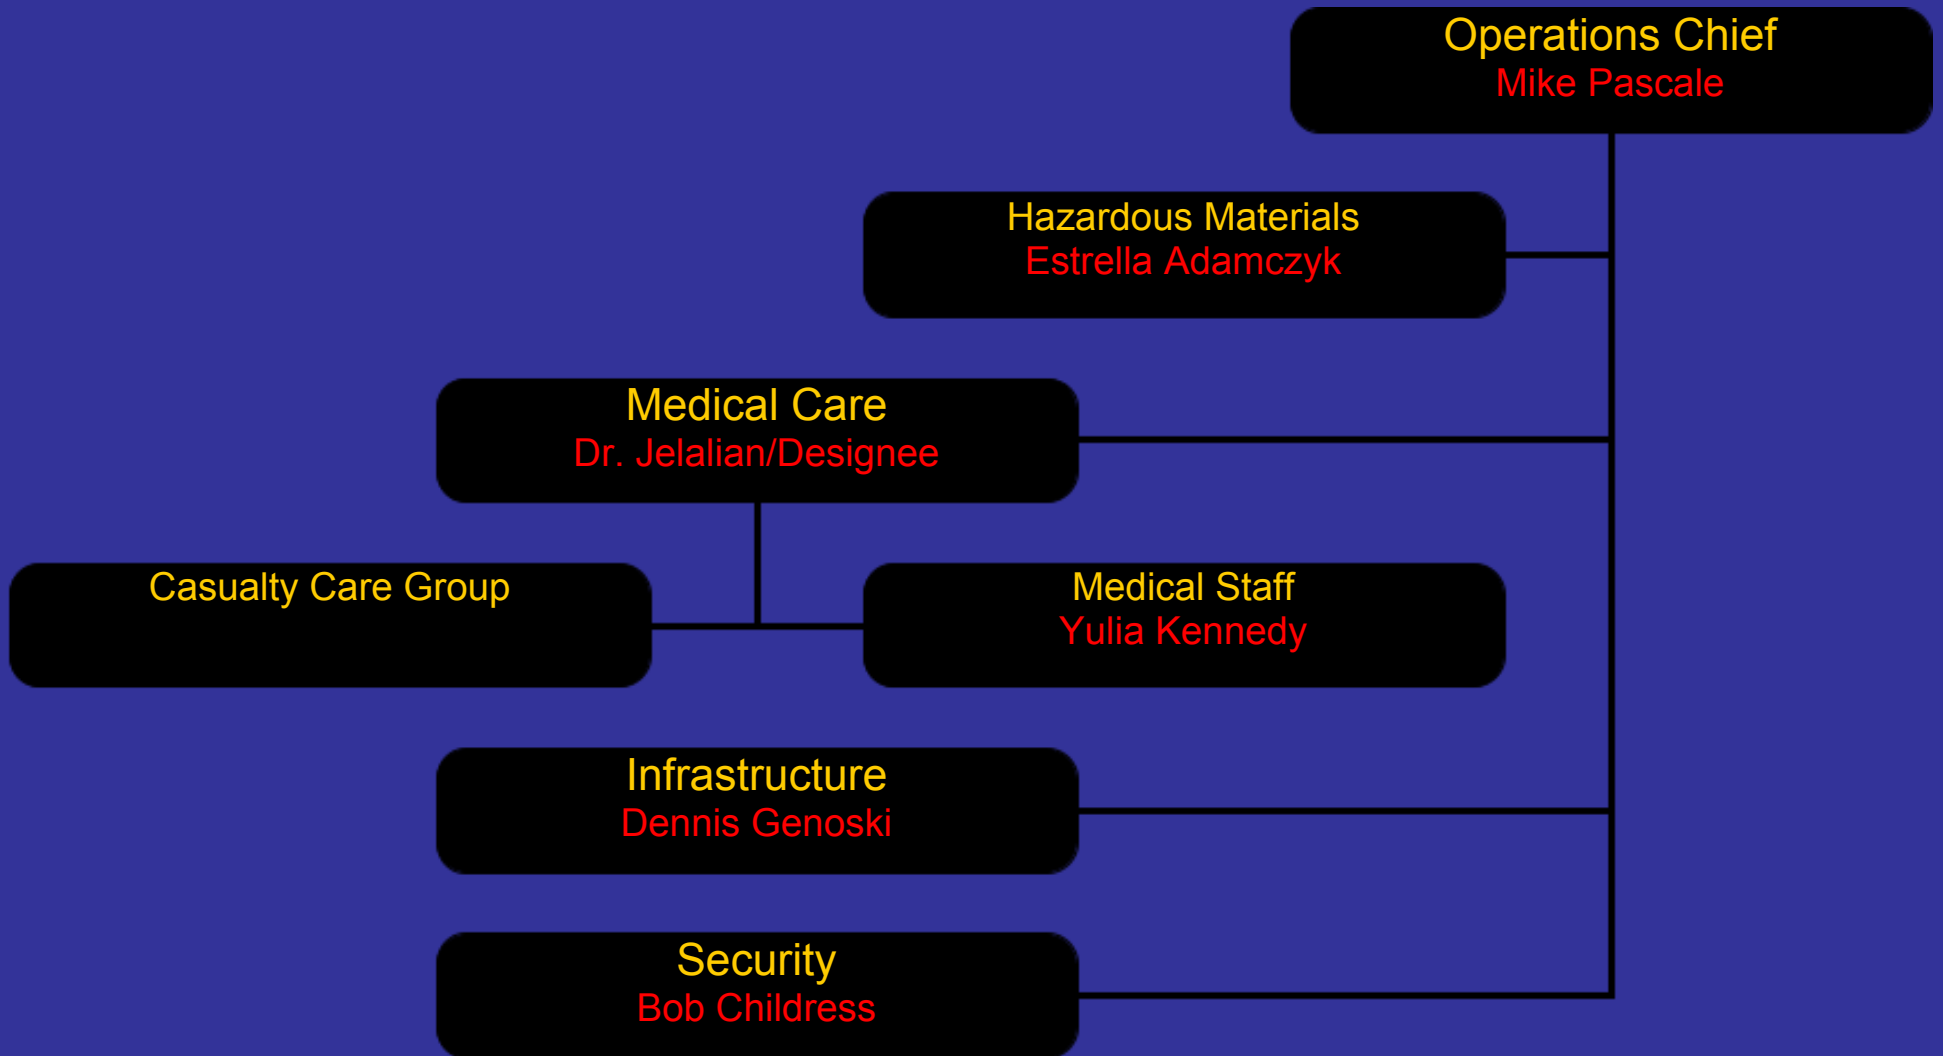 Operations Chief
Mike Pascale
Hazardous Materials
Estrella Adamczyk
Medical Care
Dr. Jelalian/Designee
Casualty Care Group
Medical Staff
Yulia Kennedy
Infrastructure
Dennis Genoski
Security
Bob Childress